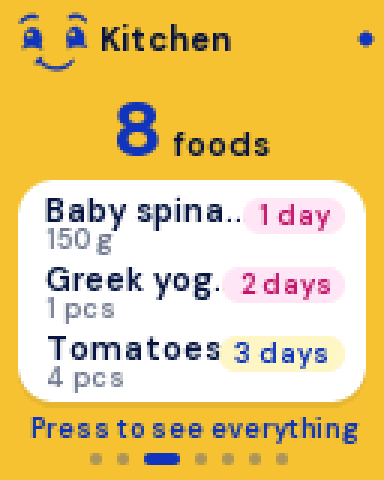 Kitchen
8 foods
Baby spina.. 1 day
150 g
Greek yog. 2 days
1 pcs
Tomatoes 3 days
4 pcs
Press to see everything